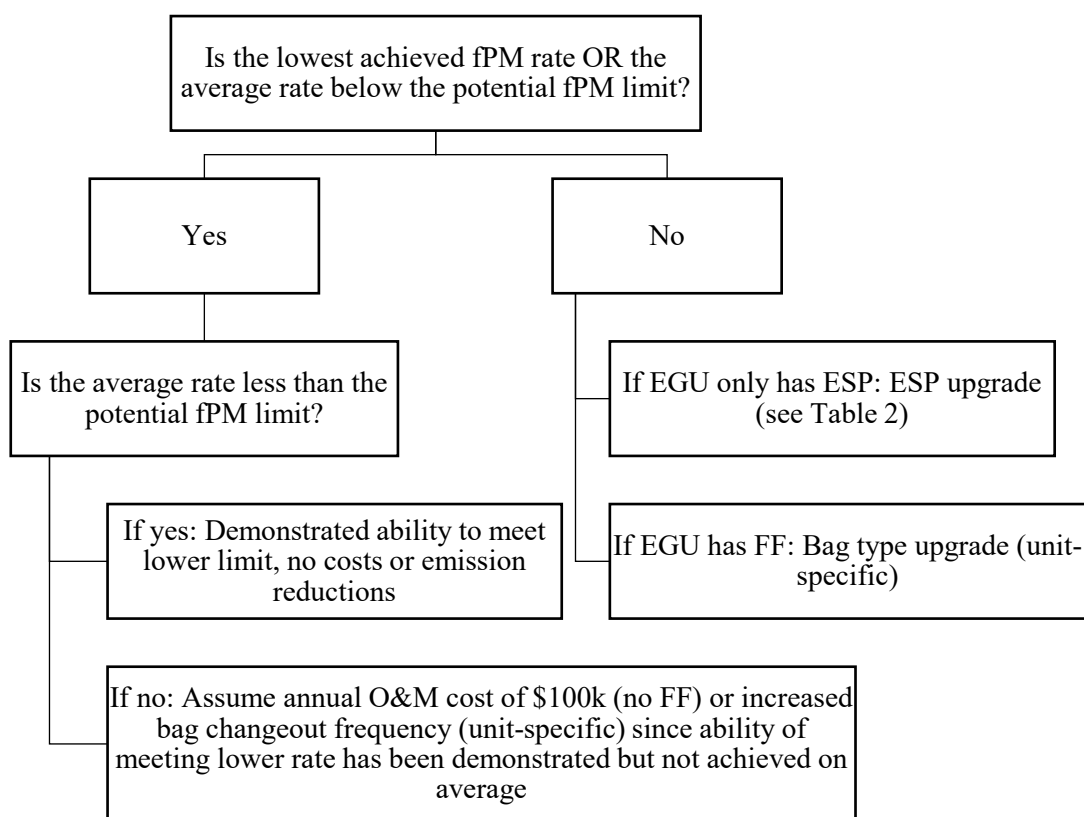 Is the lowest achieved fPM rate OR the
average rate below the potential fPM limit?
Yes
No
Is the average rate less than the
potential fPM limit?
If EGU only has ESP: ESP upgrade
(see Table 2)
If yes: Demonstrated ability to meet
lower limit, no costs or emission
reductions
If EGU has FF: Bag type upgrade (unit-
specific)
If no: Assume annual O&M cost of $100k (no FF) or increased
bag changeout frequency (unit-specific) since ability of
meeting lower rate has been demonstrated but not achieved on
average